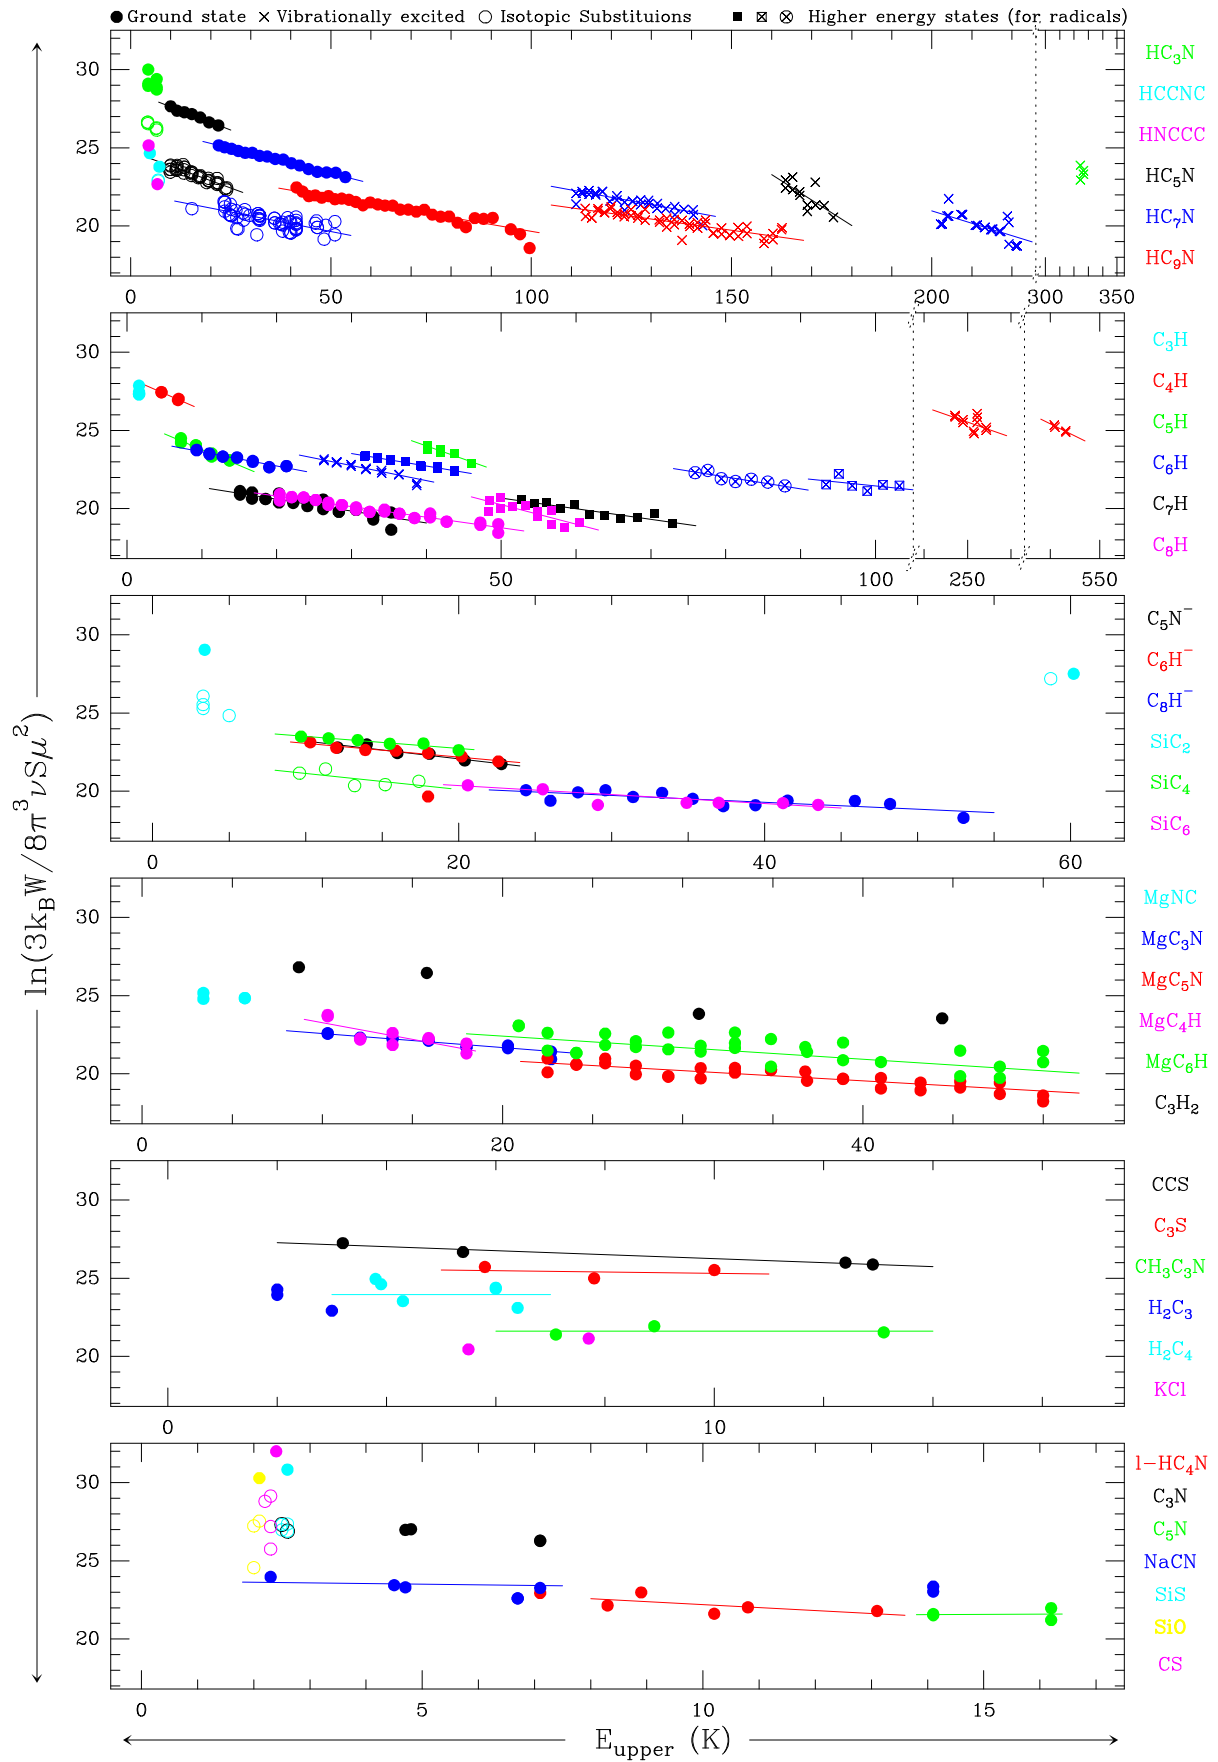 Ground state Vibrationally excited Isotopic Substituions Higher energy states (for radicals)
30
25
20
HC₃N
HCCNC
HNCCC
HC₅N
HC₇N
HC₉N
0 50 100 150 200 300 350
30
25
20
C₃H
C₄H
C₅H
C₆H
C₇H
C₈H
0 50 100 250 550
30
25
20
C₅N⁻
C₆H⁻
C₈H⁻
SiC₂
SiC₄
SiC₆
0 20 40 60
ln(3k_BW/8π³νSμ²
30
25
20
MgNC
MgC₃N
MgC₅N
MgC₄H
MgC₆H
C₃H₂
0 20 40
30
25
20
CCS
C₃S
CH₃C₃N
H₂C₃
H₂C₄
KCl
0 10
30
25
20
l-HC₄N
C₃N
C₅N
NaCN
SiS
SiO
CS
0 5 10 15
E_upper (K)